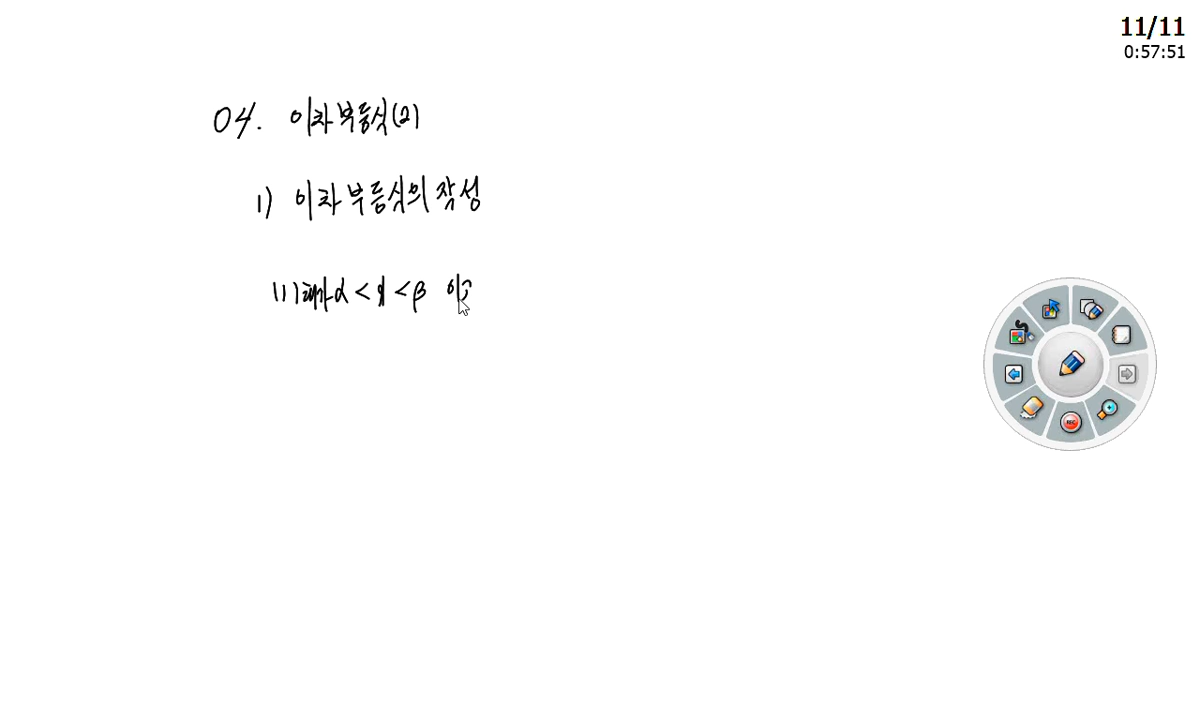 11/11
0:57:51
04. 이차부등식(2)
1) 이차부등식의 작성
(1) 해가 α < x < β 이고
REC